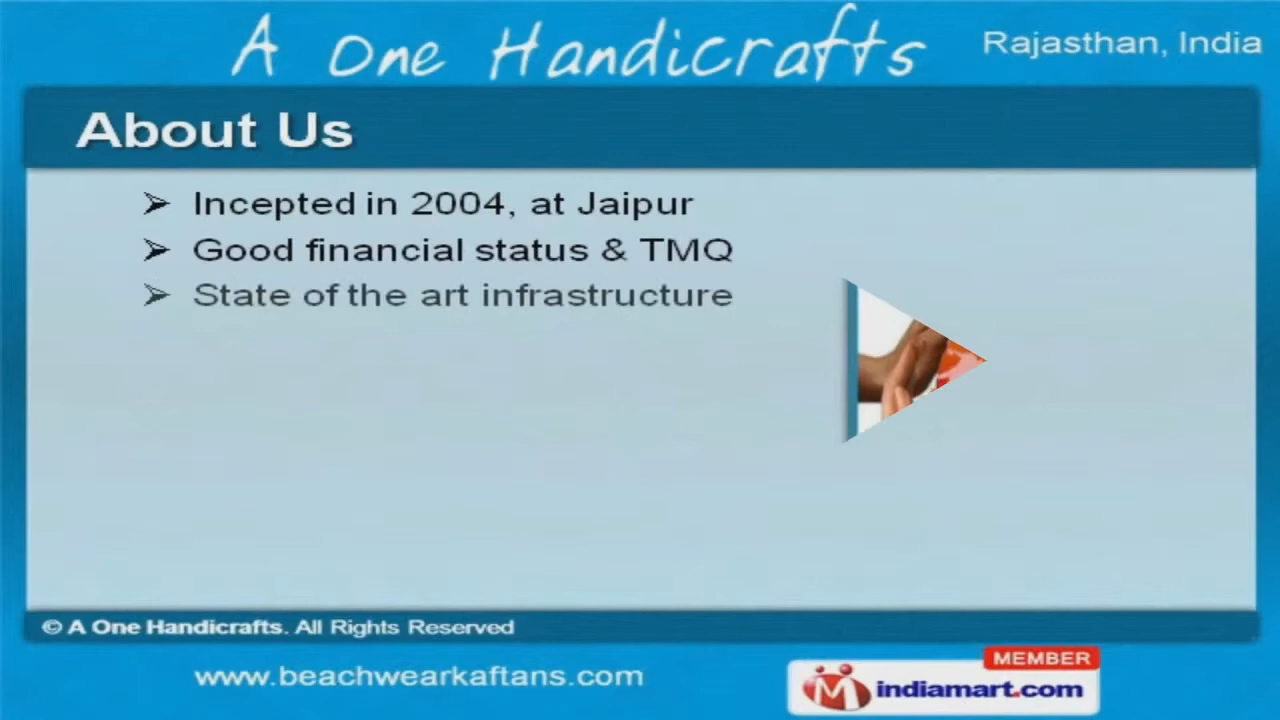 A One Handicrafts
Rajasthan, India
About Us
➢ Incepted in 2004, at Jaipur
➢ Good financial status & TMQ
➢ State of the art infrastructure
© A One Handicrafts. All Rights Reserved
www.beachwearkaftans.com
MEMBER
indiamart.com